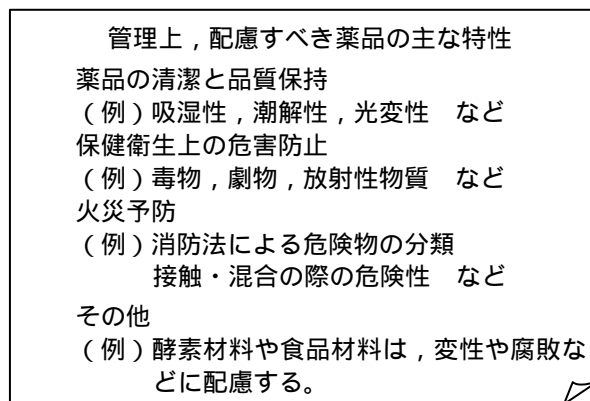 管理上，配慮すべき薬品の主な特性
薬品の清潔と品質保持
（例）吸湿性，潮解性，光変性　など
保健衛生上の危害防止
（例）毒物，劇物，放射性物質　など
火災予防
（例）消防法による危険物の分類
接触・混合の際の危険性　など
その他
（例）酵素材料や食品材料は，変性や腐敗な
どに配慮する。